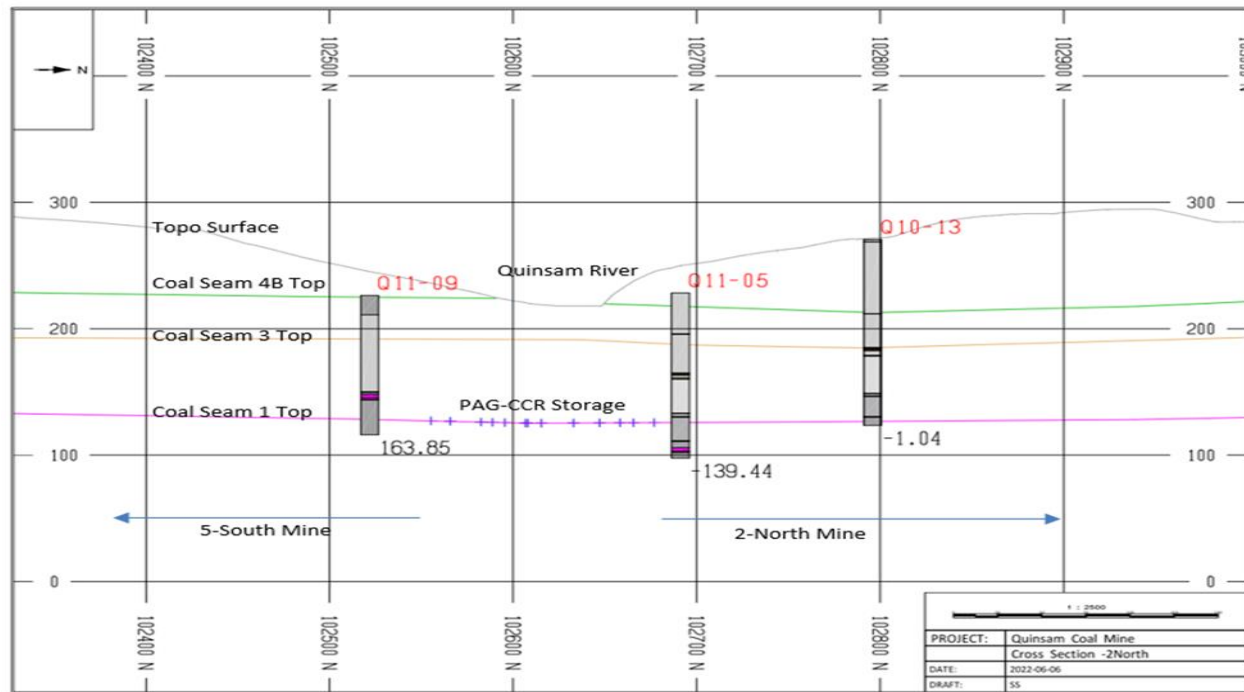 102400 N
102500 N
102600 N
102700 N
102800 N
102900 N
N
300
300
Topo Surface
Q10-13
Quinsam River
Coal Seam 4B Top
Q11-09
Q11-05
200
200
Coal Seam 3 Top
PAG-CCR Storage
Coal Seam 1 Top
163.85
-1.04
100
-139.44
100
5-South Mine
2-North Mine
0
0
102400 N
102500 N
102600 N
102700 N
102800 N
1 : 2500
PROJECT: Quinsam Coal Mine
Cross Section -2North
DATE: 2022-06-06
DRAFT: SS